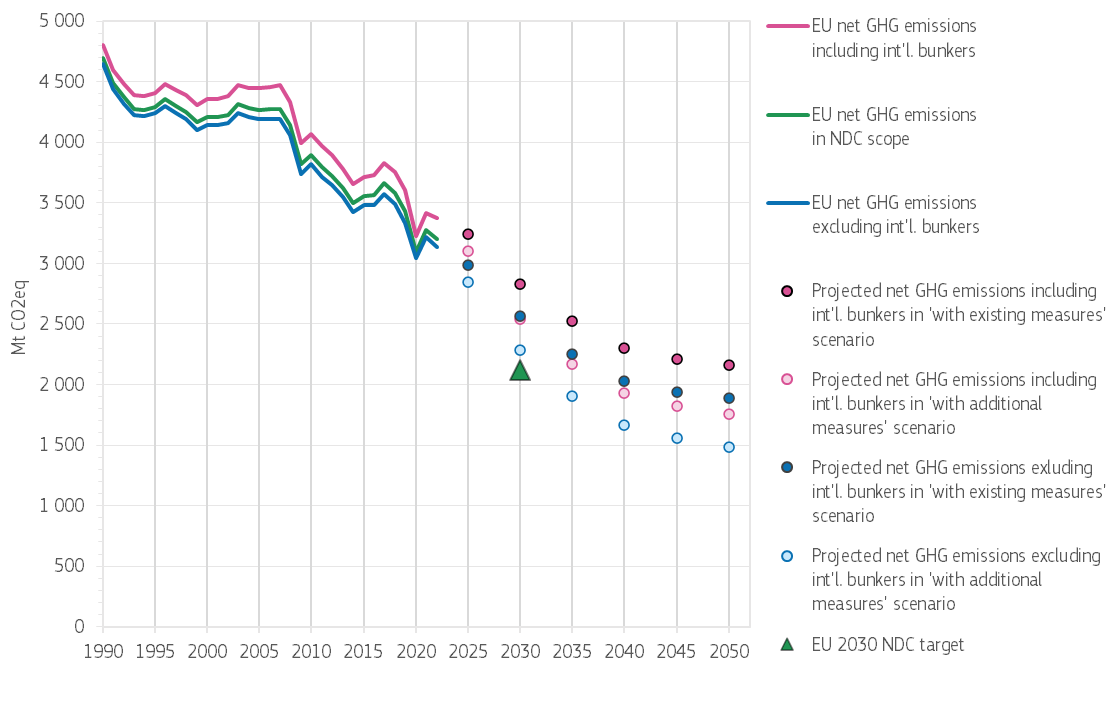 5 000
4 500
4 000
3 500
3 000
2 500
2 000
1 500
1 000
500
0
Mt CO2eq
1990 1995 2000 2005 2010 2015 2020 2025 2030 2035 2040 2045 2050
EU net GHG emissions
including int'l. bunkers
EU net GHG emissions
in NDC scope
EU net GHG emissions
excluding int'l. bunkers
Projected net GHG emissions including
int'l. bunkers in 'with existing measures'
scenario
Projected net GHG emissions including
int'l. bunkers in 'with additional
measures' scenario
Projected net GHG emissions exluding
int'l. bunkers in 'with existing measures'
scenario
Projected net GHG emissions excluding
int'l. bunkers in 'with additional
measures' scenario
EU 2030 NDC target